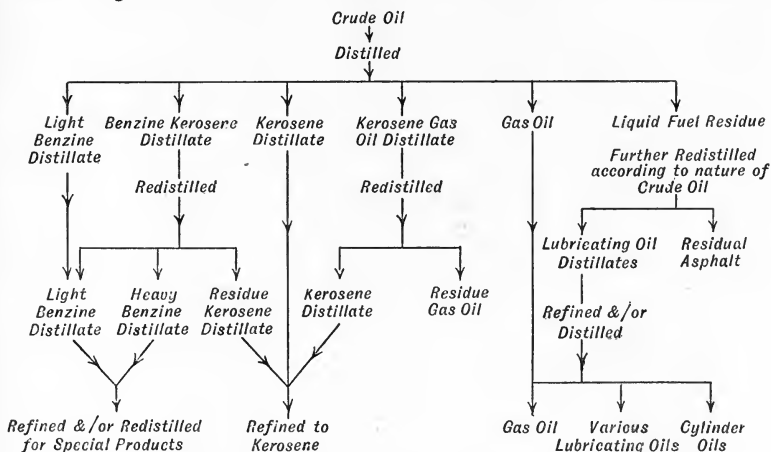 Crude Oil
Distilled
Light
Benzine
Distillate
Benzine Kerosene
Distillate
Kerosene
Distillate
Kerosene Gas
Oil Distillate
Gas Oil
Liquid Fuel Residue
Further Redistilled
according to nature of
Crude Oil
Redistilled
Redistilled
Lubricating Oil
Distillates
Residual
Asphalt
Light
Benzine
Distillate
Heavy
Benzine
Distillate
Residue
Kerosene
Distillate
Kerosene
Distillate
Residue
Gas Oil
Refined &/or
Distilled
Refined &/or Redistilled
for Special Products
Refined to
Kerosene
Gas Oil
Various
Lubricating Oils
Cylinder
Oils